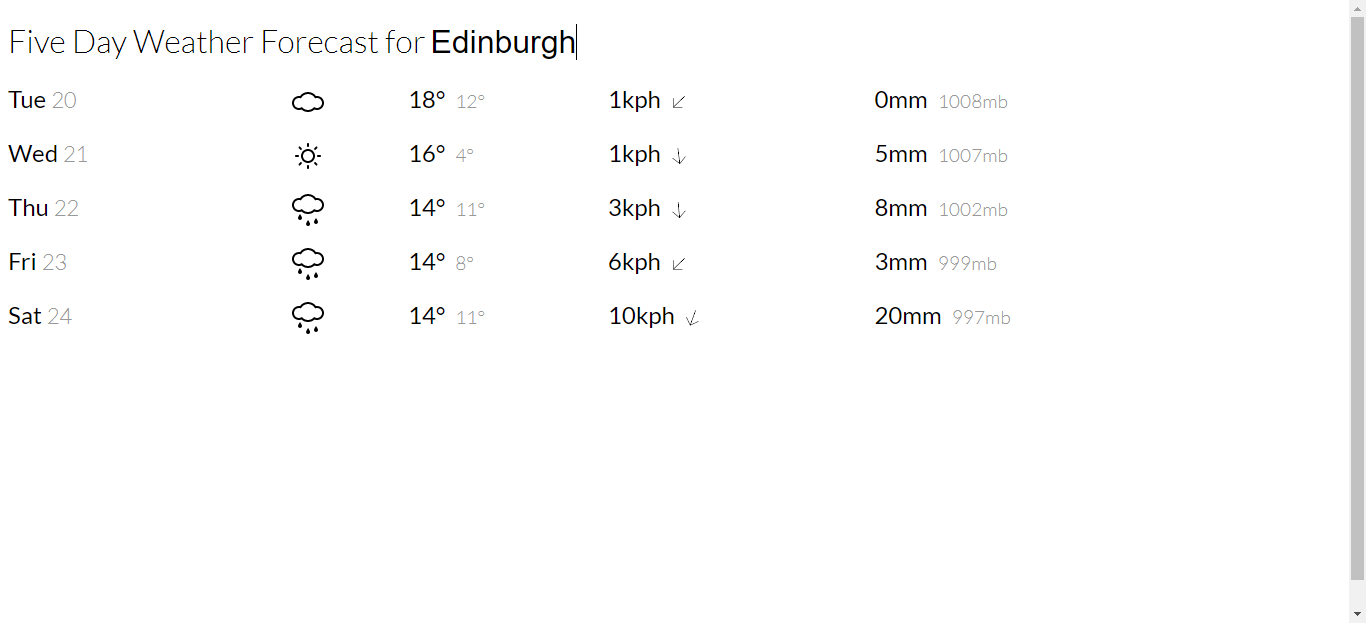 Five Day Weather Forecast for Edinburgh
Tue 20 18° 12° 1kph 0mm 1008mb
Wed 21 16° 4° 1kph 5mm 1007mb
Thu 22 14° 11° 3kph 8mm 1002mb
Fri 23 14° 8° 6kph 3mm 999mb
Sat 24 14° 11° 10kph 20mm 997mb